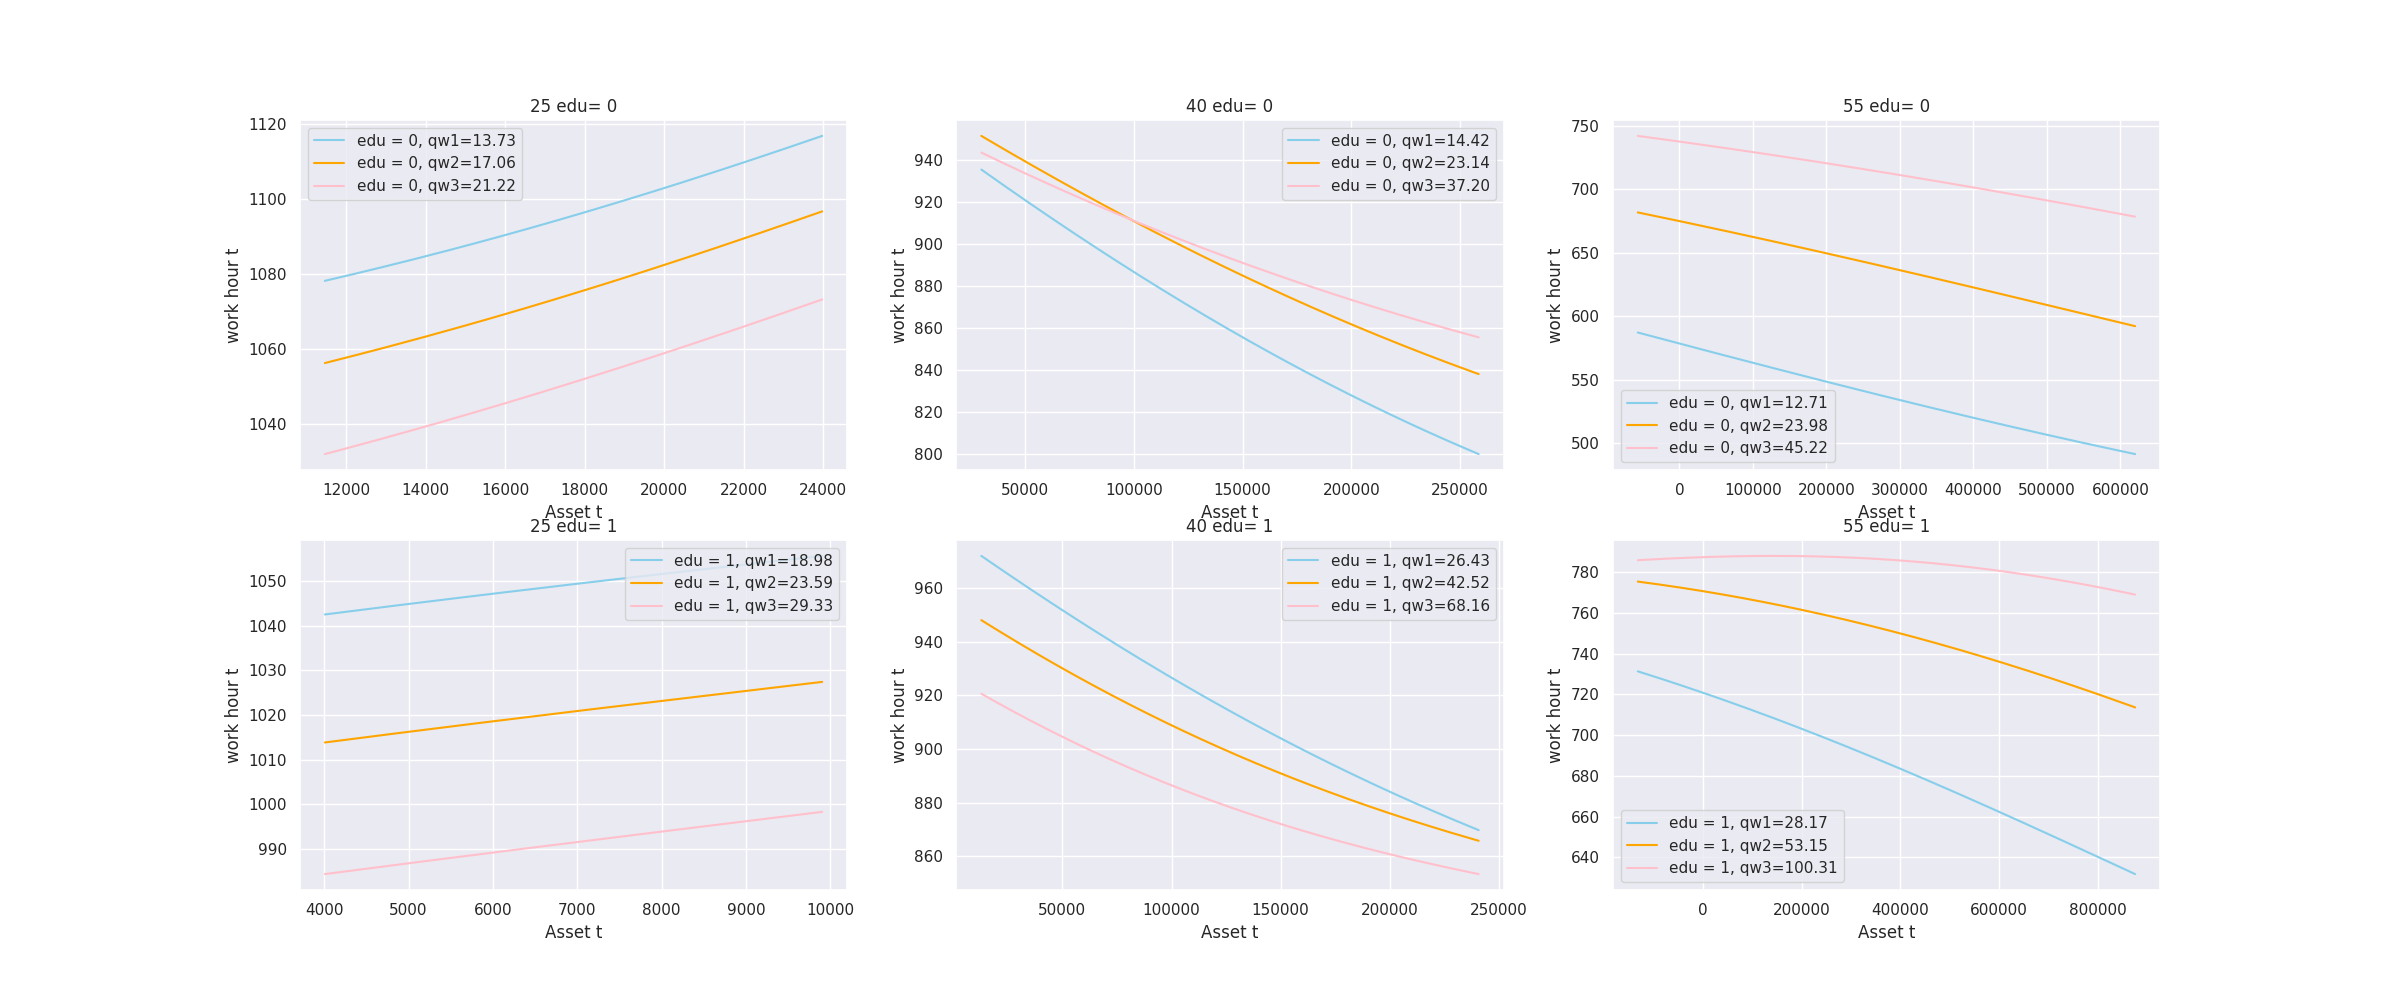 25 edu= 0
1120
1100
1080
1060
1040
work hour t
edu = 0, qw1=13.73
edu = 0, qw2=17.06
edu = 0, qw3=21.22
12000 14000 16000 18000 20000 22000 24000
Asset t
40 edu= 0
940
920
900
880
860
840
820
800
work hour t
edu = 0, qw1=14.42
edu = 0, qw2=23.14
edu = 0, qw3=37.20
50000 100000 150000 200000 250000
Asset t
55 edu= 0
750
700
650
600
550
500
work hour t
edu = 0, qw1=12.71
edu = 0, qw2=23.98
edu = 0, qw3=45.22
0 100000 200000 300000 400000 500000 600000
Asset t
25 edu= 1
1050
1040
1030
1020
1010
1000
990
work hour t
edu = 1, qw1=18.98
edu = 1, qw2=23.59
edu = 1, qw3=29.33
4000 5000 6000 7000 8000 9000 10000
Asset t
40 edu= 1
960
940
920
900
880
860
work hour t
edu = 1, qw1=26.43
edu = 1, qw2=42.52
edu = 1, qw3=68.16
50000 100000 150000 200000 250000
Asset t
55 edu= 1
780
760
740
720
700
680
660
640
work hour t
edu = 1, qw1=28.17
edu = 1, qw2=53.15
edu = 1, qw3=100.31
0 200000 400000 600000 800000
Asset t